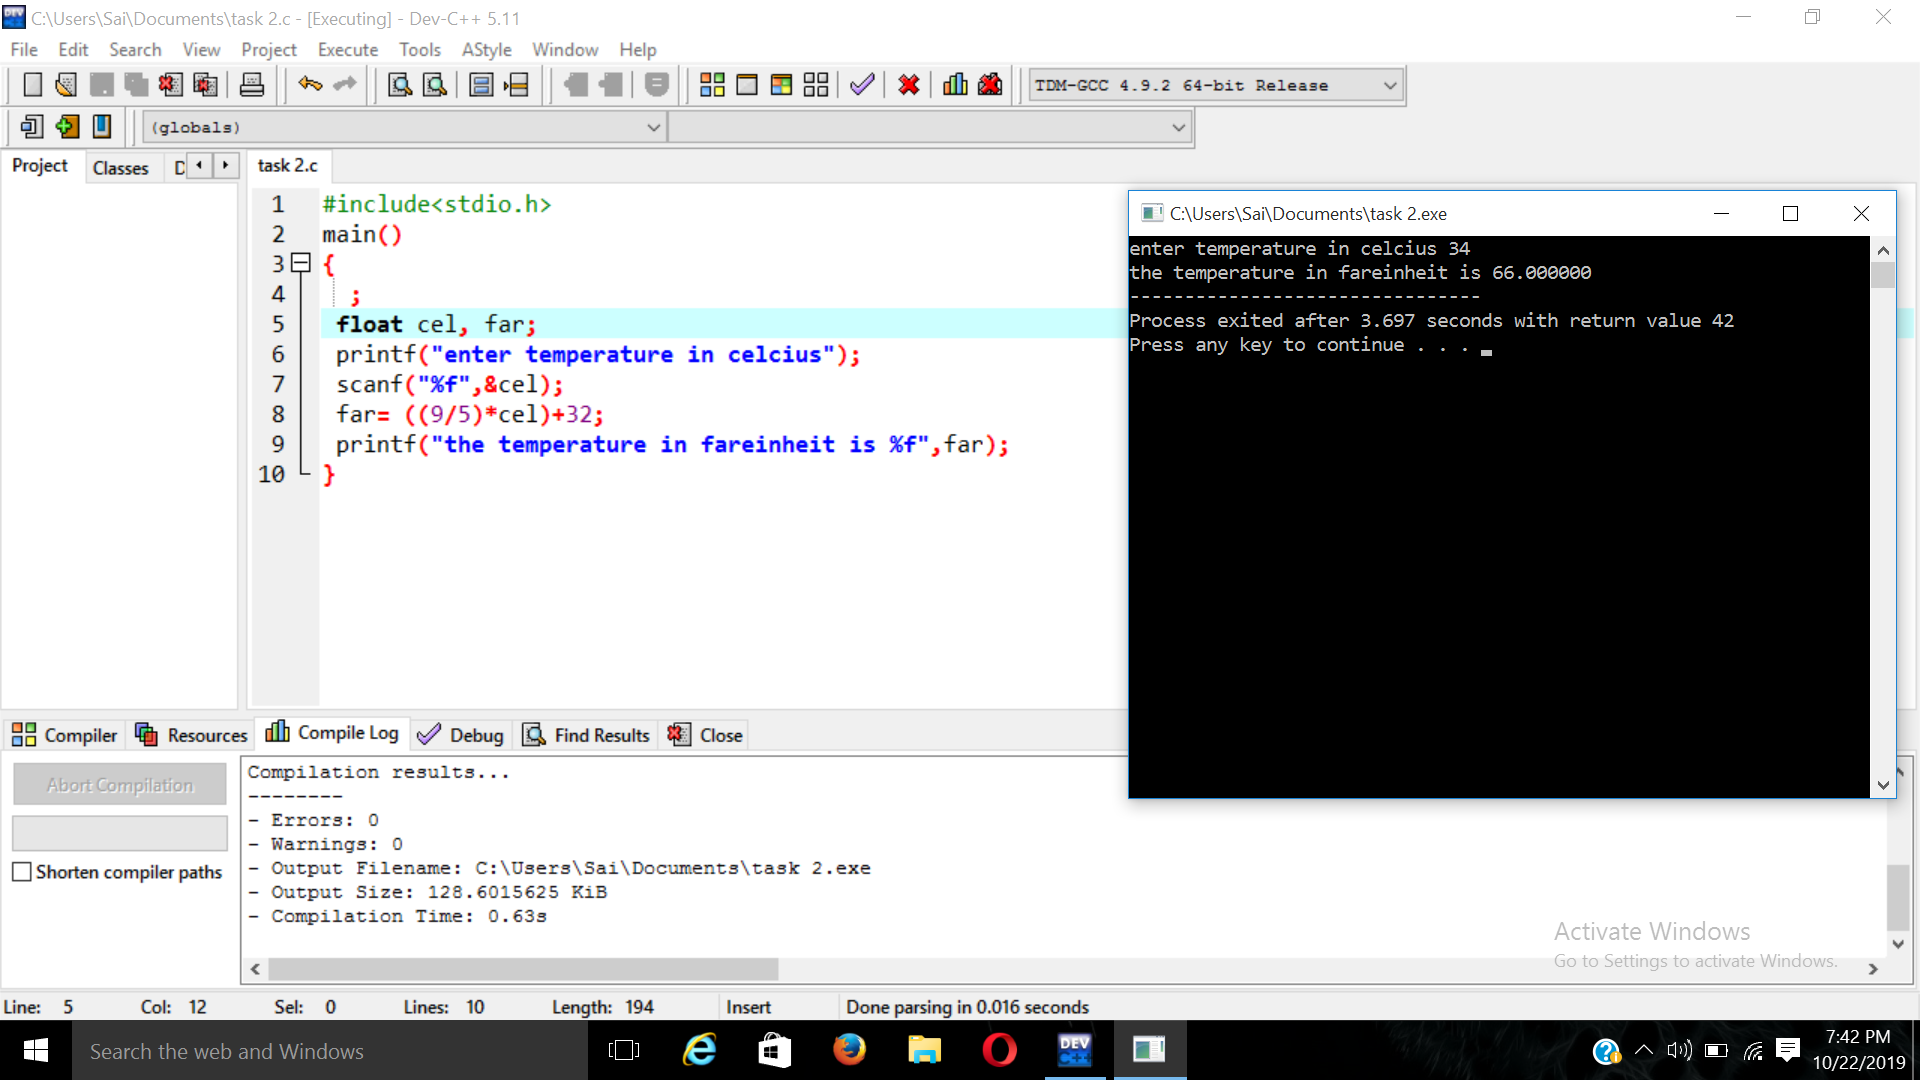 C:\Users\Sai\Documents\task 2.c - [Executing] - Dev-C++ 5.11
File Edit Search View Project Execute Tools AStyle Window Help
TDM-GCC 4.9.2 64-bit Release
(globals)
Project Classes D
task 2.c
1 #include<stdio.h>
2 main()
3 {
4 ;
5 float cel, far;
6 printf("enter temperature in celcius");
7 scanf("%f",&cel);
8 far= ((9/5)*cel)+32;
9 printf("the temperature in fareinheit is %f",far);
10 }
C:\Users\Sai\Documents\task 2.exe
enter temperature in celcius 34
the temperature in fareinheit is 66.000000
--------------------------------
Process exited after 3.697 seconds with return value 42
Press any key to continue . . .
Compiler Resources Compile Log Debug Find Results Close
Abort Compilation
Shorten compiler paths
Compilation results...
--------
- Errors: 0
- Warnings: 0
- Output Filename: C:\Users\Sai\Documents\task 2.exe
- Output Size: 128.6015625 KiB
- Compilation Time: 0.63s
Activate Windows
Go to Settings to activate Windows.
Line: 5 Col: 12 Sel: 0 Lines: 10 Length: 194 Insert Done parsing in 0.016 seconds
Search the web and Windows
DEV C++
7:42 PM
10/22/2019